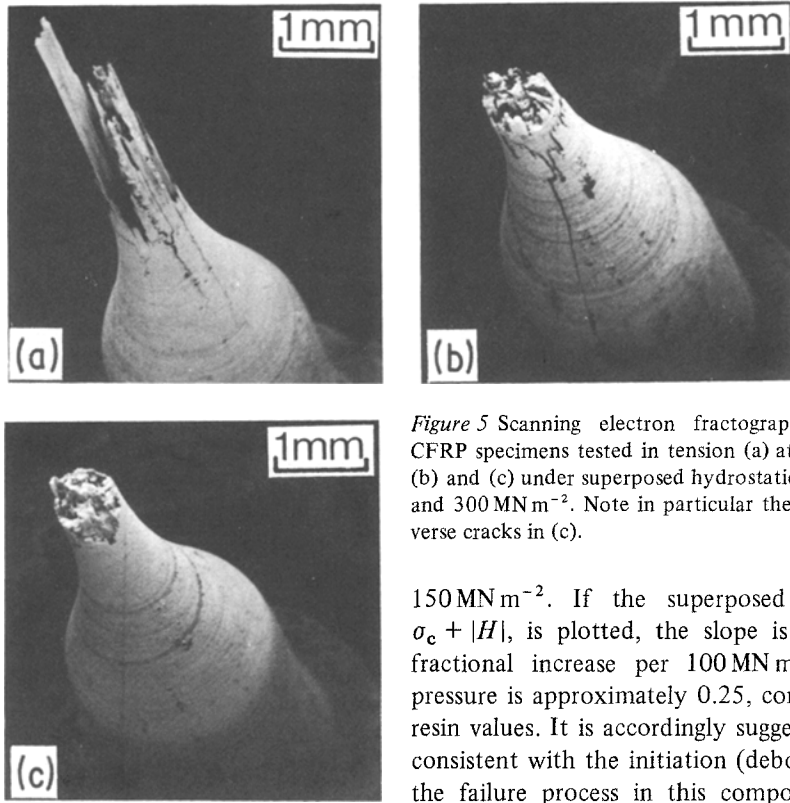 1mm
(a)
1mm
(b)
1mm
(c)
Figure 5 Scanning electron fractograp
CFRP specimens tested in tension (a) at
(b) and (c) under superposed hydrostati
and 300 MN m⁻². Note in particular the
verse cracks in (c).
150 MN m⁻². If the superposed
σc + |H|, is plotted, the slope is
fractional increase per 100 MN m
pressure is approximately 0.25, con
resin values. It is accordingly sugge
consistent with the initiation (debo
the failure process in this compo